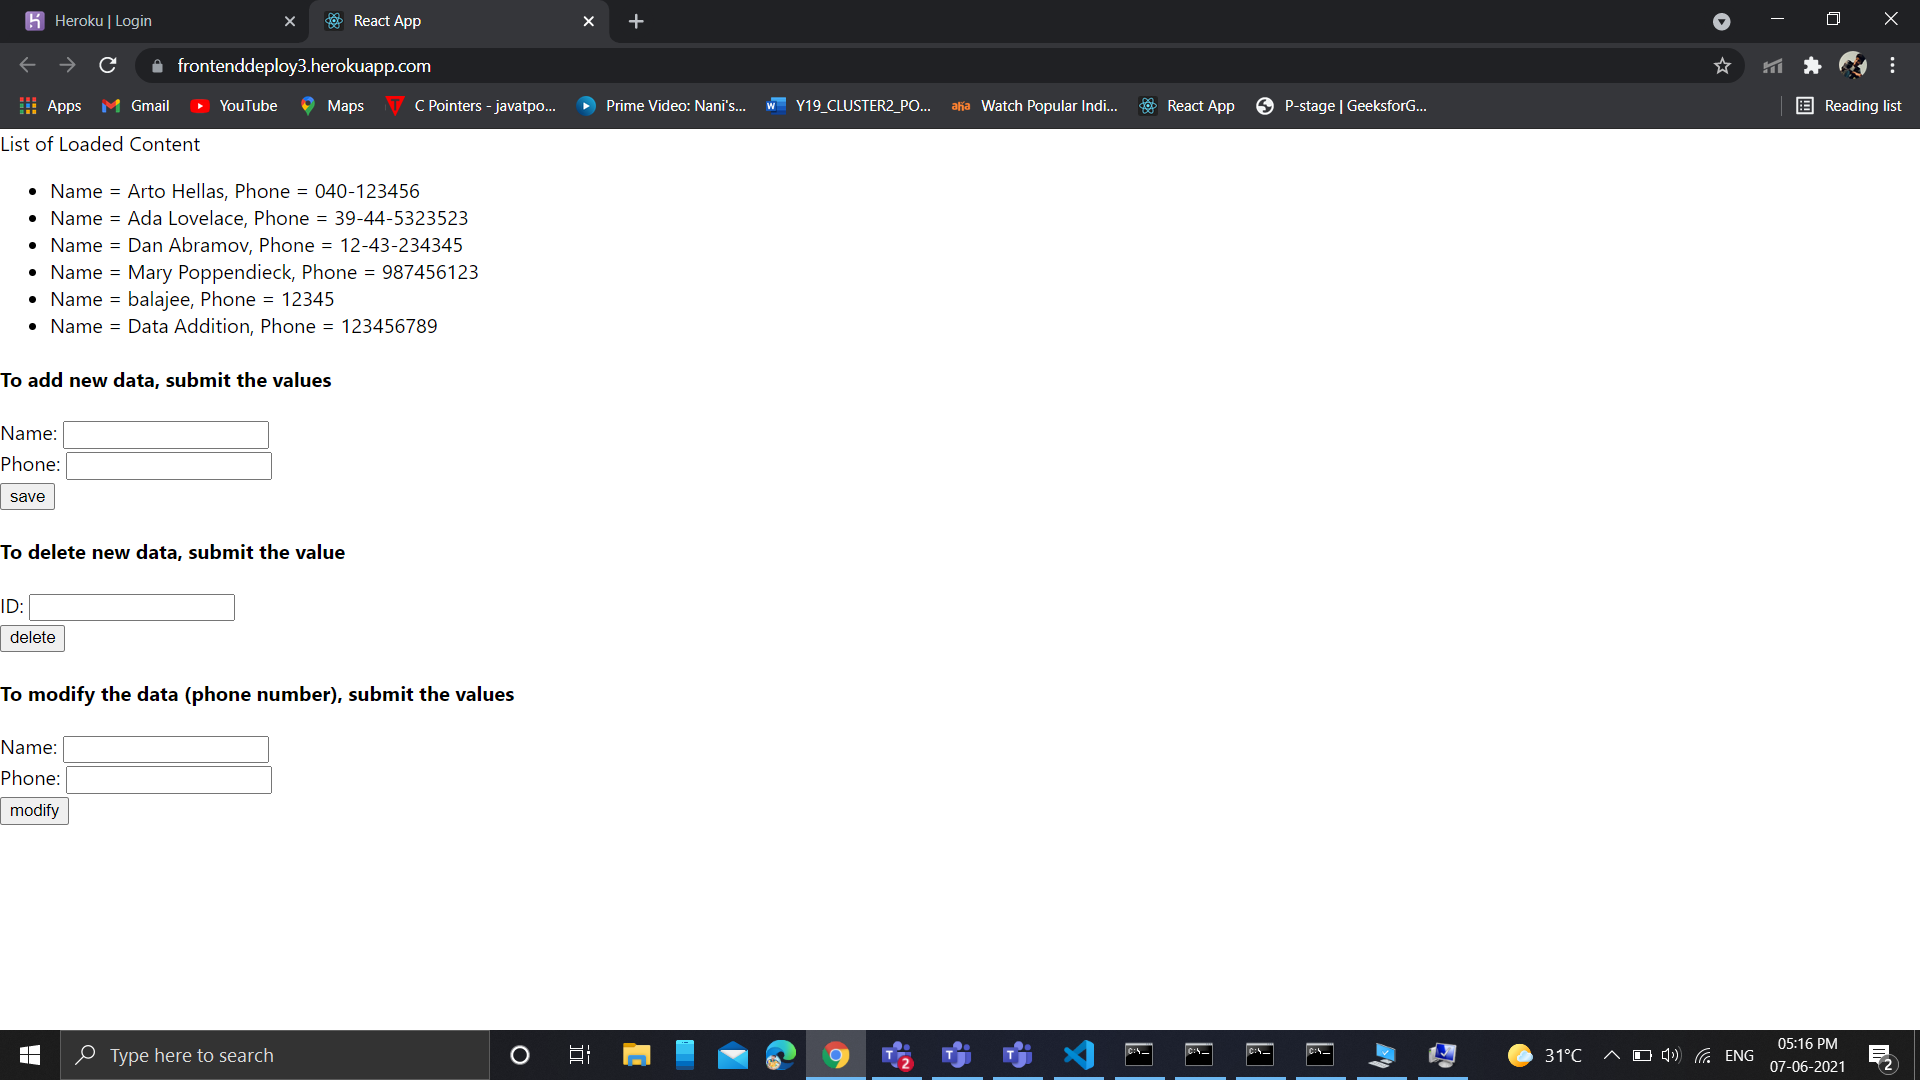 Heroku | Login
React App
frontenddeploy3.herokuapp.com
Apps
Gmail
YouTube
Maps
C Pointers - javatpo...
Prime Video: Nani's...
Y19_CLUSTER2_PO...
aha
Watch Popular Indi...
React App
P-stage | GeeksforG...
Reading list
List of Loaded Content
Name = Arto Hellas, Phone = 040-123456
Name = Ada Lovelace, Phone = 39-44-5323523
Name = Dan Abramov, Phone = 12-43-234345
Name = Mary Poppendieck, Phone = 987456123
Name = balajee, Phone = 12345
Name = Data Addition, Phone = 123456789
To add new data, submit the values
Name:
Phone:
save
To delete new data, submit the value
ID:
delete
To modify the data (phone number), submit the values
Name:
Phone:
modify
Type here to search
2
31°C
ENG
05:16 PM
07-06-2021
2